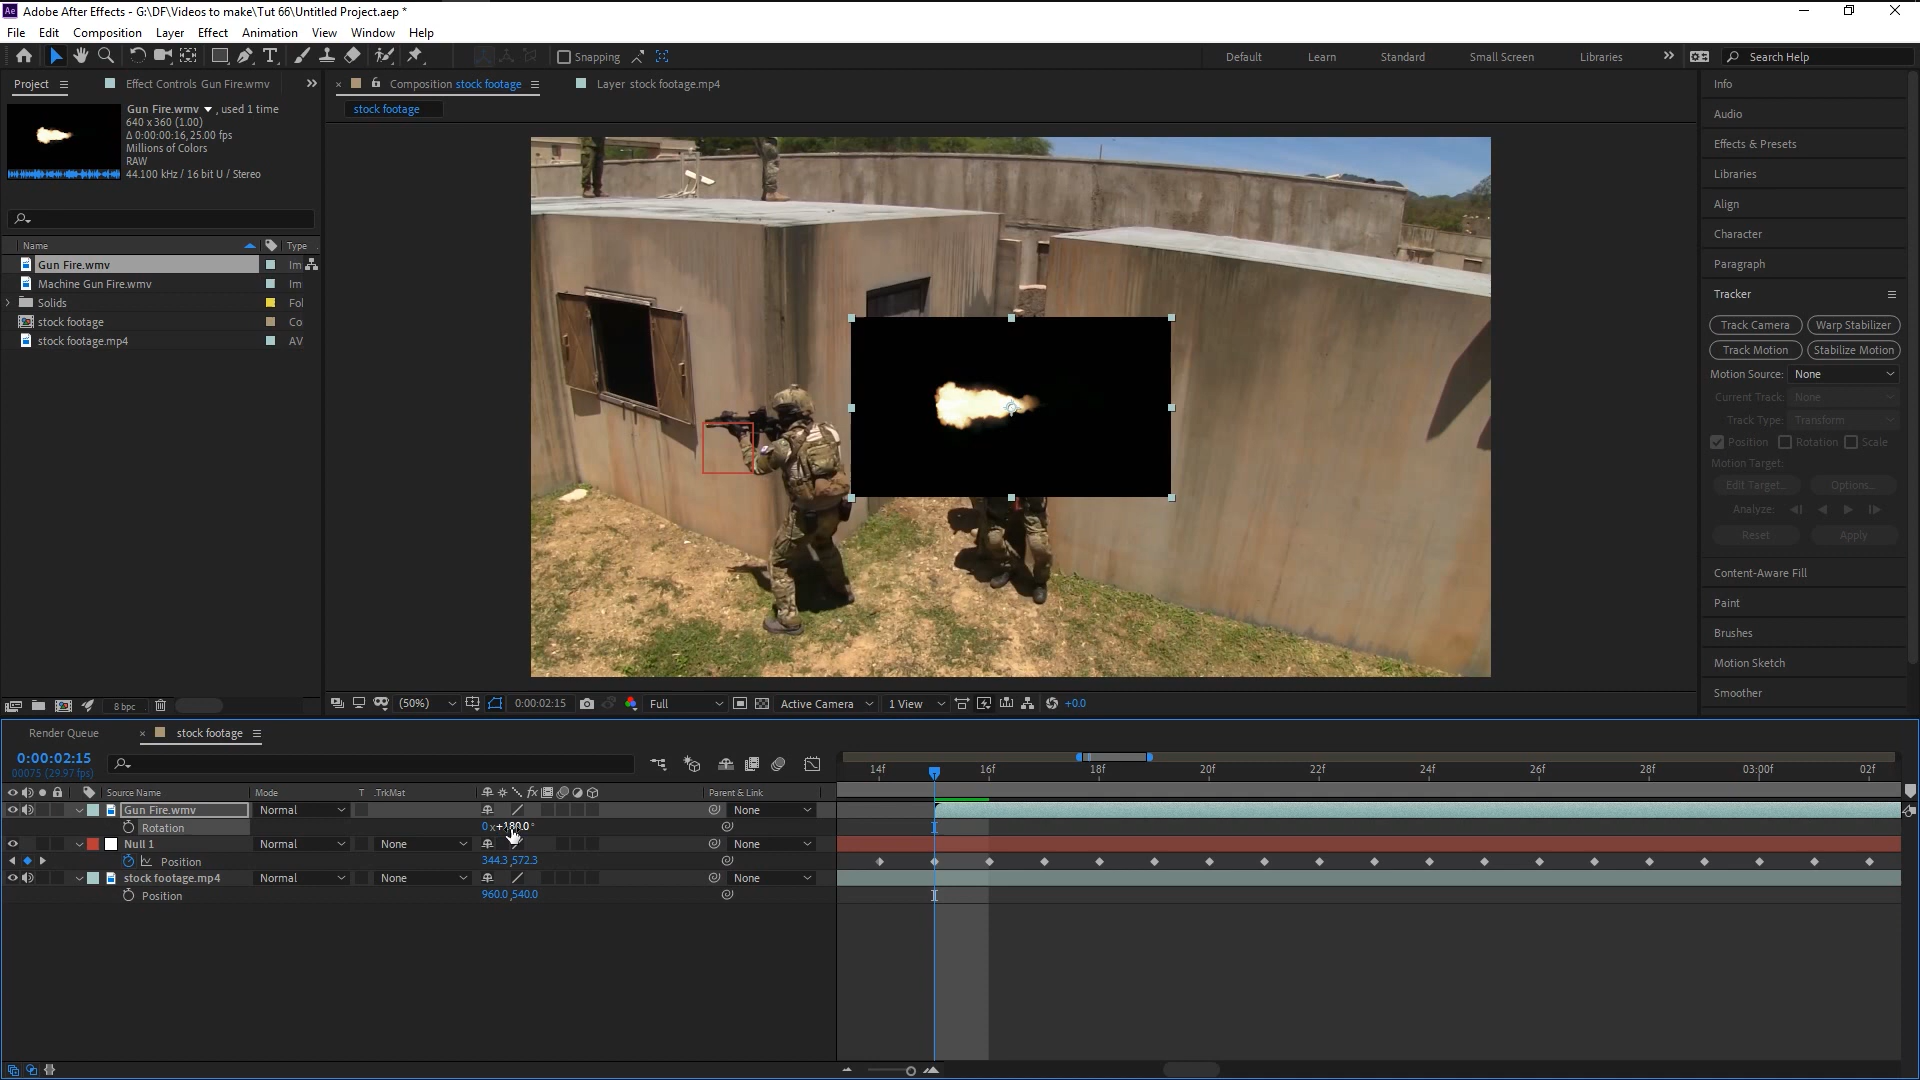 Ae Adobe After Effects - G:\DF\Videos to make\Tut 66\Untitled Project.aep *
File Edit Composition Layer Effect Animation View Window Help
Snapping Default Learn Standard Small Screen Libraries » Search Help
Project Effect Controls Gun Fire.wmv »
× Composition stock footage Layer stock footage.mp4
stock footage
Gun Fire.wmv , used 1 time
640 x 360 (1.00)
Δ 0:00:00:16, 25.00 fps
Millions of Colors
RAW
44.100 kHz / 16 bit U / Stereo
Name Type
Gun Fire.wmv Im
Machine Gun Fire.wmv Im
Solids Fol
stock footage Co
stock footage.mp4 AV
8 bpc
(50%) 0:00:02:15 Full Active Camera 1 View +0.0
Info
Audio
Effects & Presets
Libraries
Align
Character
Paragraph
Tracker
Track Camera Warp Stabilizer
Track Motion Stabilize Motion
Motion Source: None
Current Track: None
Track Type: Transform
Position Rotation Scale
Motion Target:
Edit Target... Options...
Analyze:
Reset Apply
Content-Aware Fill
Paint
Brushes
Motion Sketch
Smoother
Render Queue × stock footage
0:00:02:15
00075 (29.97 fps)
14f 16f 18f 20f 22f 24f 26f 28f 03:00f 02f
Source Name Mode T .TrkMat fx Parent & Link
Gun Fire.wmv Normal None
Rotation 0 x +180.0 °
Null 1 Normal None None
Position 344.3 ,572.3
stock footage.mp4 Normal None None
Position 960.0 ,540.0